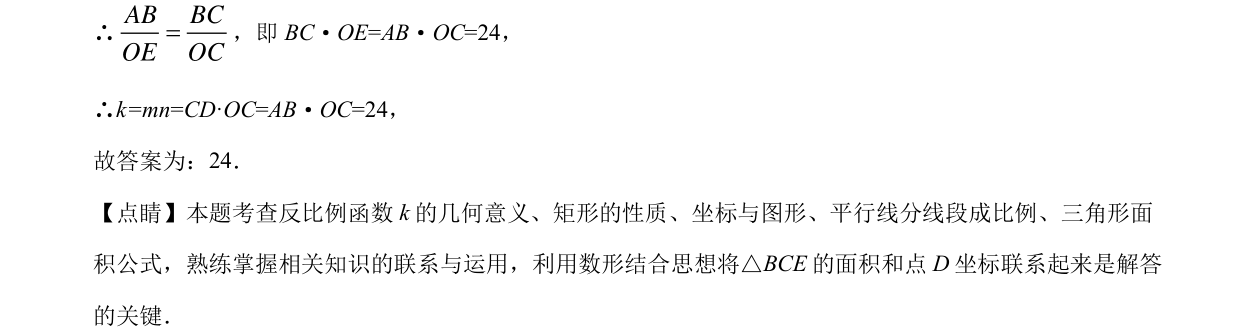 ∴AB/OE=BC/OC，即 BC·OE=AB·OC=24，
∴k=mn=CD·OC=AB·OC=24，
故答案为：24．
【点睛】本题考查反比例函数 k 的几何意义、矩形的性质、坐标与图形、平行线分线段成比例、三角形面
积公式，熟练掌握相关知识的联系与运用，利用数形结合思想将△BCE 的面积和点 D 坐标联系起来是解答
的关键．